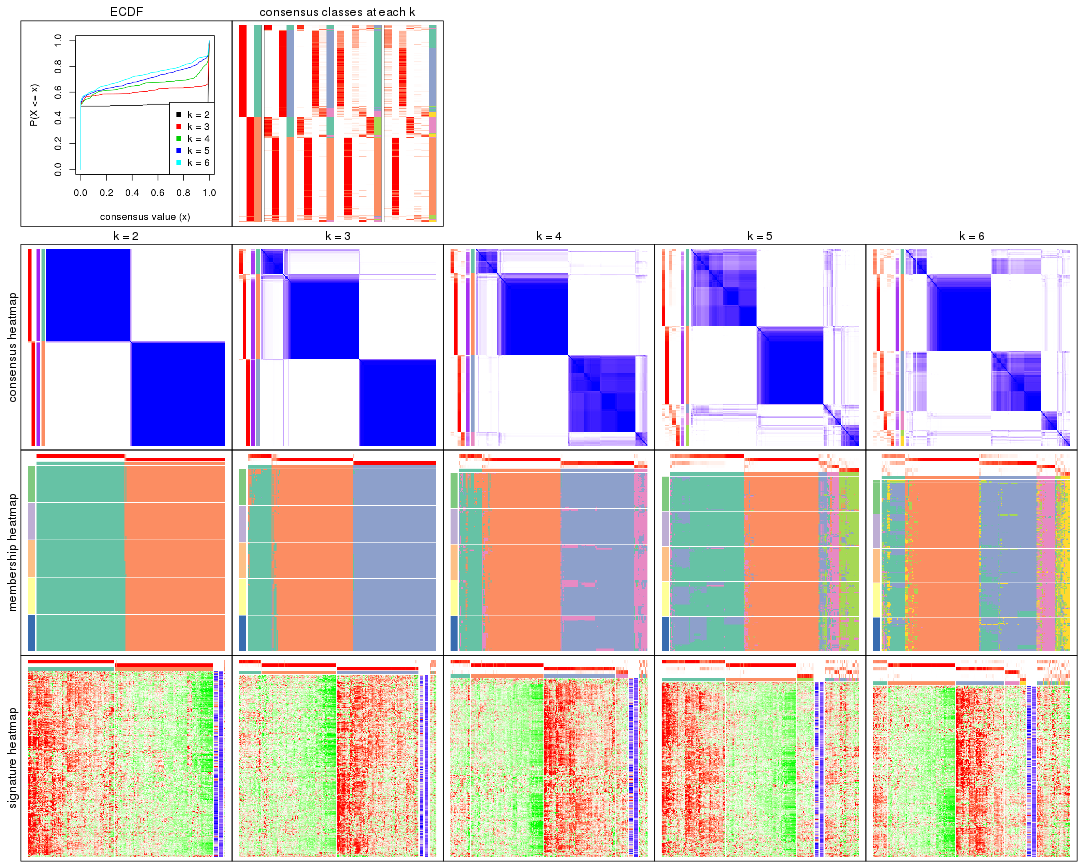 ECDF
consensus classes at each k
P(X <= x)
0.0 0.2 0.4 0.6 0.8 1.0
k = 2
k = 3
k = 4
k = 5
k = 6
0.0 0.2 0.4 0.6 0.8 1.0
consensus value (x)
k = 2 k = 3 k = 4 k = 5 k = 6
consensus heatmap
membership heatmap
signature heatmap